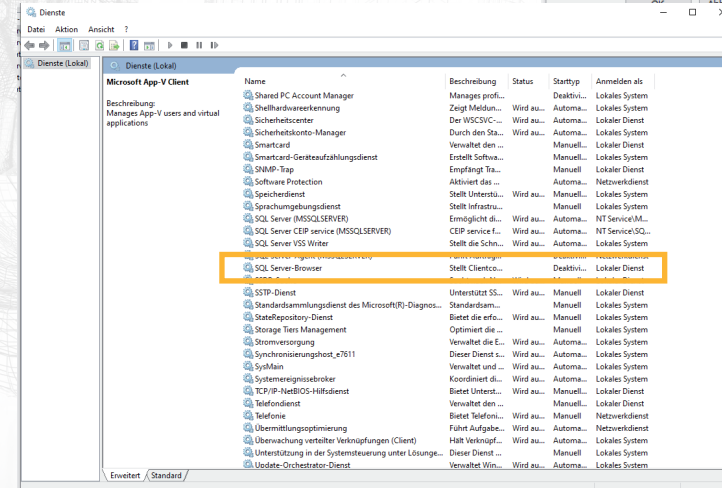 Dienste
Datei Aktion Ansicht ?
Dienste (Lokal) Dienste (Lokal)
Microsoft App-V Client
Beschreibung:
Manages App-V users and virtual
applications
Name Beschreibung Status Starttyp Anmelden als
Shared PC Account Manager Manages profi... Deaktivi... Lokales System
Shellhardwareerkennung Zeigt Meldun... Wird au... Automa... Lokales System
Sicherheitscenter Der WSCSVC-... Wird au... Automa... Lokaler Dienst
Sicherheitskonto-Manager Durch den Sta... Wird au... Automa... Lokales System
Smartcard Verwaltet den ... Manuell... Lokaler Dienst
Smartcard-Geräteaufzählungsdienst Erstellt Softwa... Manuell... Lokales System
SNMP-Trap Empfängt Tra... Manuell Lokaler Dienst
Software Protection Aktiviert das ... Automa... Netzwerkdienst
Speicherdienst Stellt Unterstü... Wird au... Manuell... Lokales System
Sprachumgebungsdienst Stellt Infrastru... Manuell Lokales System
SQL Server (MSSQLSERVER) Ermöglicht di... Wird au... Automa... NT Service\M...
SQL Server CEIP service (MSSQLSERVER) CEIP service f... Wird au... Automa... NT Service\SQ...
SQL Server VSS Writer Stellt die Schn... Wird au... Automa... Lokales System
SQL Server-Browser Stellt Clientco... Deaktivi... Lokaler Dienst
SSTP-Dienst Unterstützt SS... Wird au... Manuell Lokaler Dienst
Standardsammlungsdienst des Microsoft(R)-Diagnos... Standardsam... Manuell Lokales System
StateRepository-Dienst Bietet die erfo... Wird au... Manuell Lokales System
Storage Tiers Management Optimiert die ... Manuell Lokales System
Stromversorgung Verwaltet die E... Wird au... Automa... Lokales System
Synchronisierungshost_e7611 Dieser Dienst s... Wird au... Automa... Lokales System
SysMain Verwaltet und ... Wird au... Automa... Lokales System
Systemereignissebroker Koordiniert di... Wird au... Automa... Lokales System
TCP/IP-NetBIOS-Hilfsdienst Bietet Unterst... Wird au... Manuell... Lokaler Dienst
Telefondienst Verwaltet den ... Manuell... Lokaler Dienst
Telefonie Bietet Telefoni... Wird au... Manuell Netzwerkdienst
Übermittlungsoptimierung Führt Aufgabe... Wird au... Automa... Netzwerkdienst
Überwachung verteilter Verknüpfungen (Client) Hält Verknüpf... Wird au... Automa... Lokales System
Unterstützung in der Systemsteuerung unter Lösunge... Dieser Dienst ... Manuell Lokales System
Update-Orchestrator-Dienst Verwaltet Win... Wird au... Automa... Lokales System
Erweitert Standard